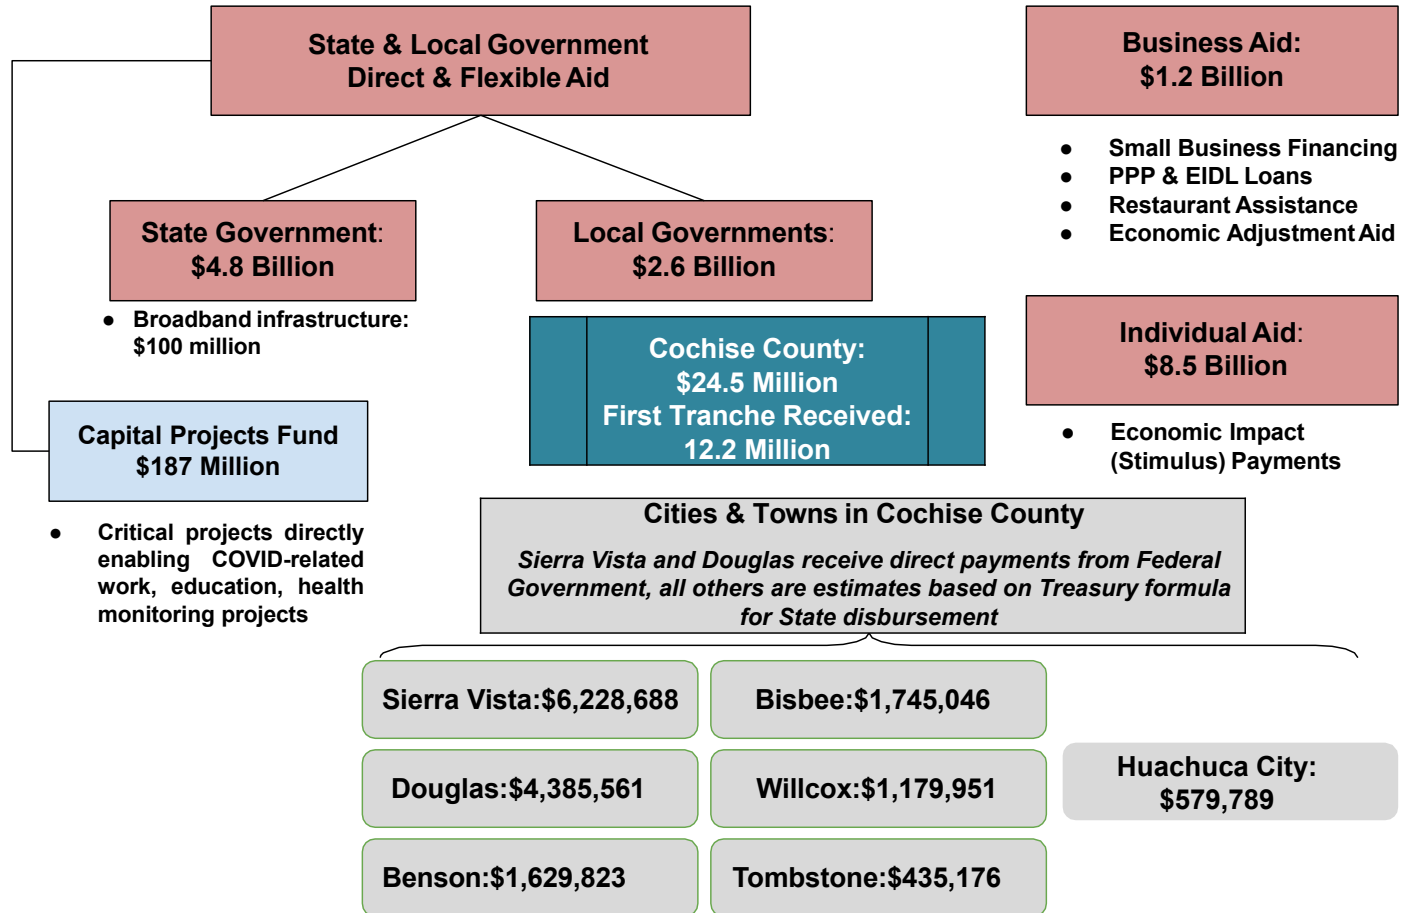 State & Local Government
Direct & Flexible Aid
Business Aid:
$1.2 Billion
● Small Business Financing
● PPP & EIDL Loans
● Restaurant Assistance
● Economic Adjustment Aid
State Government:
$4.8 Billion
● Broadband infrastructure:
$100 million
Local Governments:
$2.6 Billion
Individual Aid:
$8.5 Billion
● Economic Impact
(Stimulus) Payments
Cochise County:
$24.5 Million
First Tranche Received:
12.2 Million
Capital Projects Fund
$187 Million
● Critical projects directly
enabling COVID-related
work, education, health
monitoring projects
Cities & Towns in Cochise County
Sierra Vista and Douglas receive direct payments from Federal
Government, all others are estimates based on Treasury formula
for State disbursement
Sierra Vista:$6,228,688
Bisbee:$1,745,046
Douglas:$4,385,561
Willcox:$1,179,951
Huachuca City:
$579,789
Benson:$1,629,823
Tombstone:$435,176